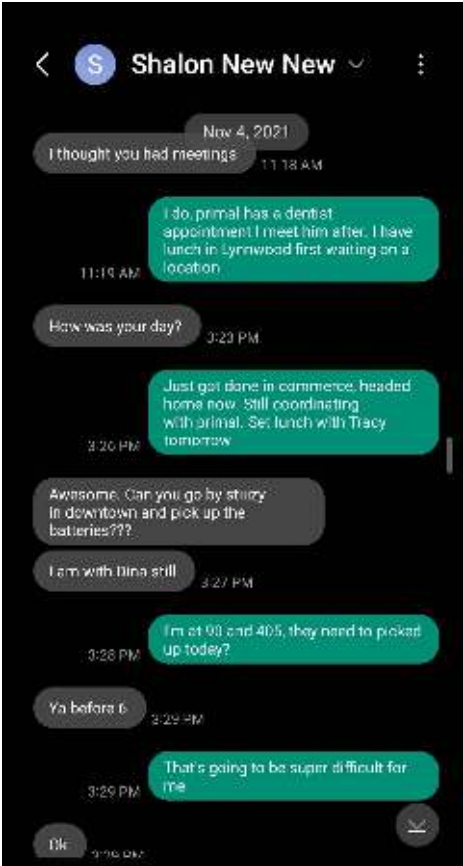 S Shalon New New
Nov 4, 2021
I thought you had meetings
11:18 AM
I do, primal has a dentist
appointment I meet him after. I have
lunch in Lynnwood first waiting on a
location
11:19 AM
How was your day?
3:23 PM
Just got done in commerce, headed
home now. Still coordinating
with primal. Set lunch with Tracy
tomorrow
3:26 PM
Awesome. Can you go by stiiizy
in downtown and pick up the
batteries???
I am with Dina still
3:27 PM
I'm at 90 and 405, they need to picked
up today?
3:28 PM
Ya before 6
3:29 PM
That's going to be super difficult for
me
3:29 PM
Ok
3:29 PM